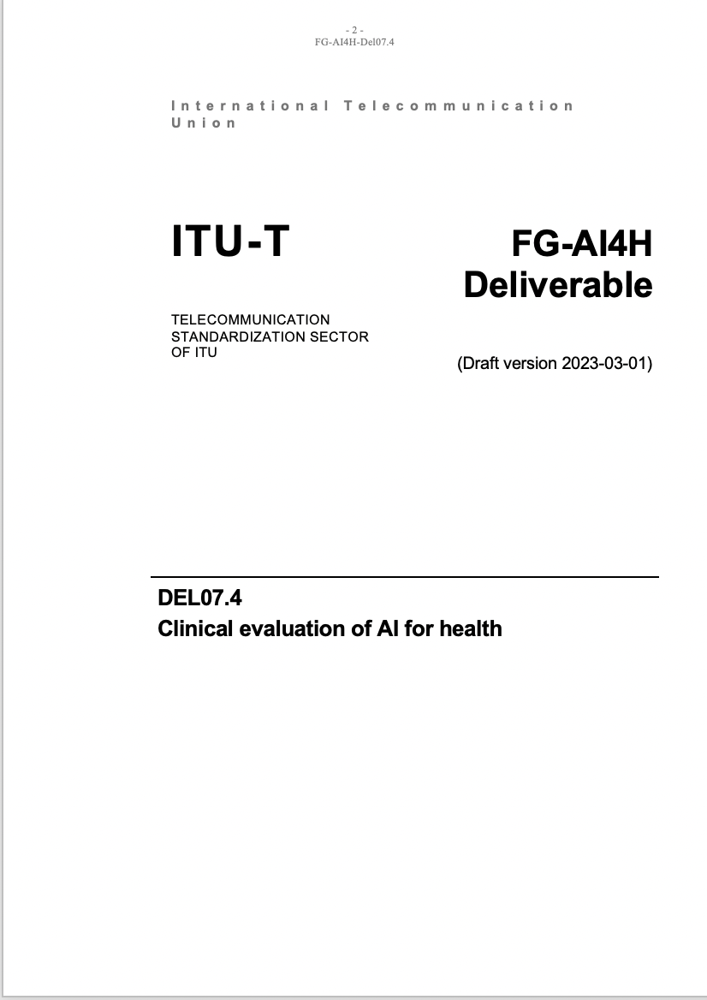 - 2 -
FG-AI4H-Del07.4
International Telecommunication
Union
ITU-T
FG-AI4H
Deliverable
TELECOMMUNICATION
STANDARDIZATION SECTOR
OF ITU
(Draft version 2023-03-01)
DEL07.4
Clinical evaluation of AI for health